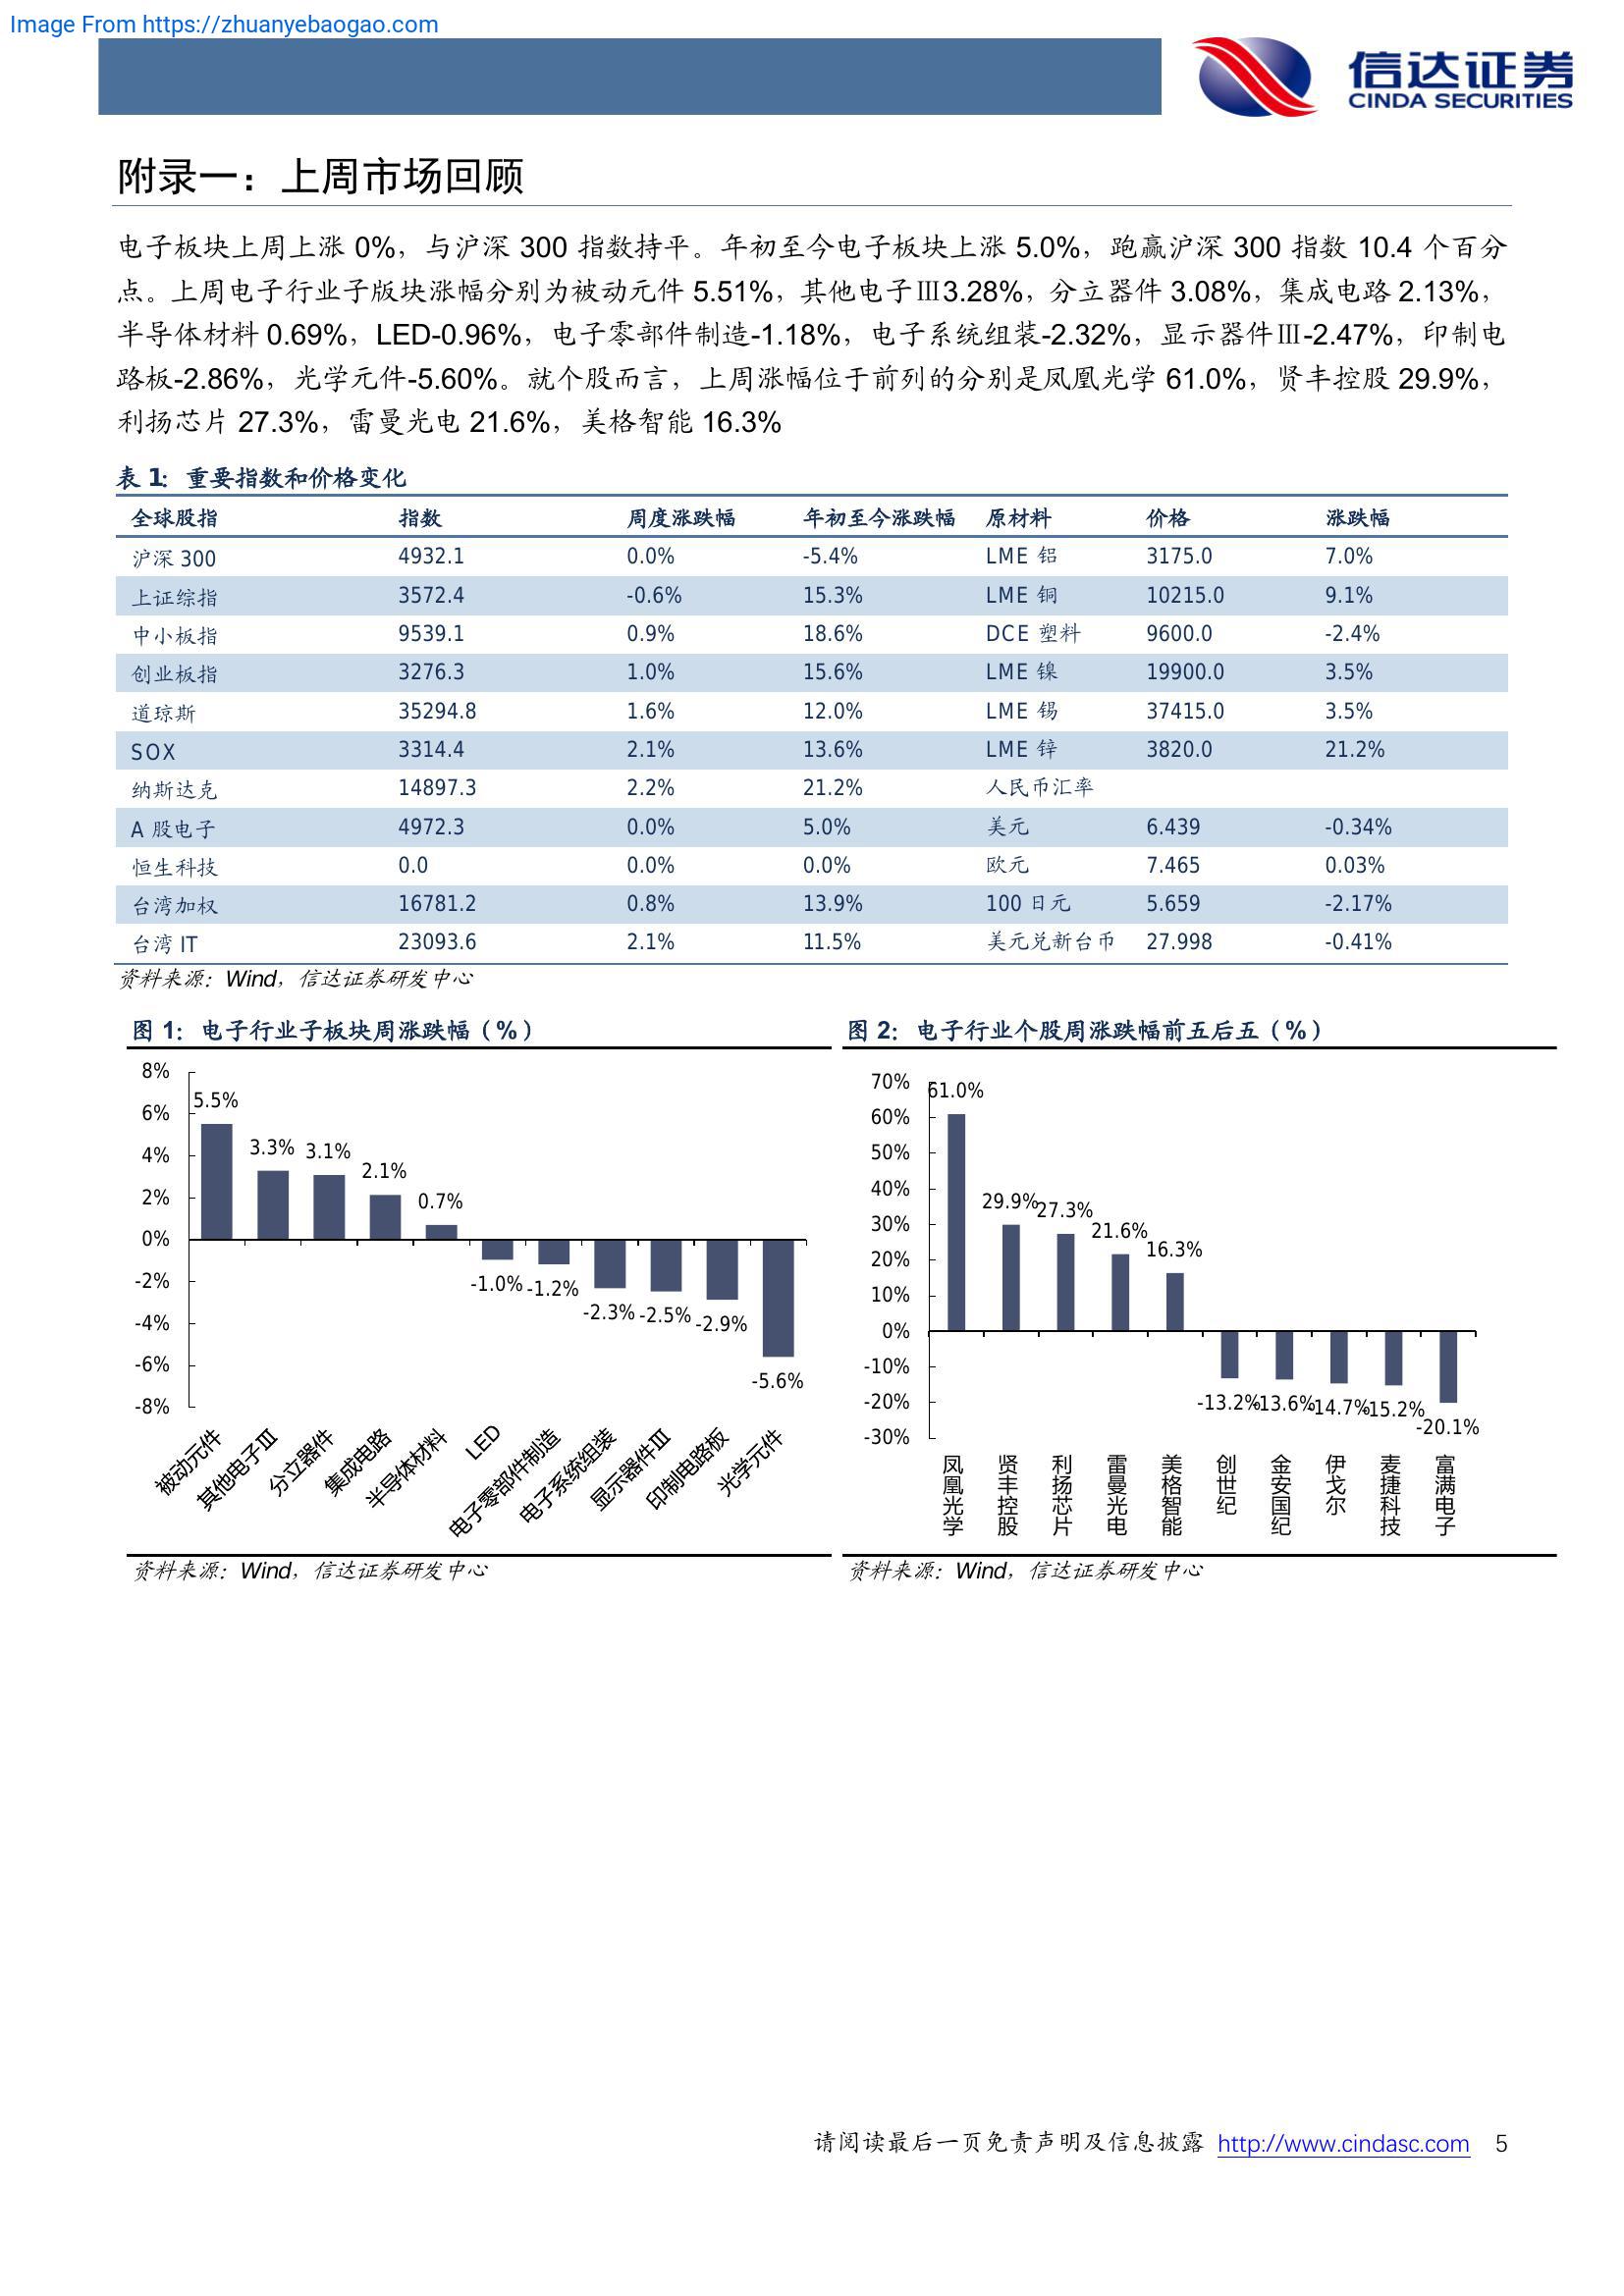 Image From https://zhuanyebaogao.com
信达证券
CINDA SECURITIES
附录一：上周市场回顾
电子板块上周上涨 0%，与沪深 300 指数持平。年初至今电子板块上涨 5.0%，跑赢沪深 300 指数 10.4 个百分
点。上周电子行业子版块涨幅分别为被动元件 5.51%，其他电子Ⅲ3.28%，分立器件 3.08%，集成电路 2.13%，
半导体材料 0.69%，LED-0.96%，电子零部件制造-1.18%，电子系统组装-2.32%，显示器件Ⅲ-2.47%，印制电
路板-2.86%，光学元件-5.60%。就个股而言，上周涨幅位于前列的分别是凤凰光学 61.0%，贤丰控股 29.9%，
利扬芯片 27.3%，雷曼光电 21.6%，美格智能 16.3%
表 1: 重要指数和价格变化
全球股指 指数 周度涨跌幅 年初至今涨跌幅 原材料 价格 涨跌幅
沪深 300 4932.1 0.0% -5.4% LME 铝 3175.0 7.0%
上证综指 3572.4 -0.6% 15.3% LME 铜 10215.0 9.1%
中小板指 9539.1 0.9% 18.6% DCE 塑料 9600.0 -2.4%
创业板指 3276.3 1.0% 15.6% LME 镍 19900.0 3.5%
道琼斯 35294.8 1.6% 12.0% LME 锡 37415.0 3.5%
SOX 3314.4 2.1% 13.6% LME 锌 3820.0 21.2%
纳斯达克 14897.3 2.2% 21.2% 人民币汇率
A 股电子 4972.3 0.0% 5.0% 美元 6.439 -0.34%
恒生科技 0.0 0.0% 0.0% 欧元 7.465 0.03%
台湾加权 16781.2 0.8% 13.9% 100 日元 5.659 -2.17%
台湾 IT 23093.6 2.1% 11.5% 美元兑新台币 27.998 -0.41%
资料来源：Wind，信达证券研发中心
图 1：电子行业子板块周涨跌幅（%）
8%
6%
4%
2%
0%
-2%
-4%
-6%
-8%
5.5%
3.3%
3.1%
2.1%
0.7%
-1.0%
-1.2%
-2.3%
-2.5%
-2.9%
-5.6%
被动元件
其他电子Ⅲ
分立器件
集成电路
半导体材料
LED
电子零部件制造
电子系统组装
显示器件Ⅲ
印制电路板
光学元件
资料来源：Wind，信达证券研发中心
图 2：电子行业个股周涨跌幅前五后五（%）
70%
60%
50%
40%
30%
20%
10%
0%
-10%
-20%
-30%
61.0%
29.9%
27.3%
21.6%
16.3%
-13.2%
-13.6%
-14.7%
-15.2%
-20.1%
凤凰光学
贤丰控股
利扬芯片
雷曼光电
美格智能
创世纪
金安国纪
伊戈尔
麦捷科技
富满电子
资料来源：Wind，信达证券研发中心
请阅读最后一页免责声明及信息披露 http://www.cindasc.com 5